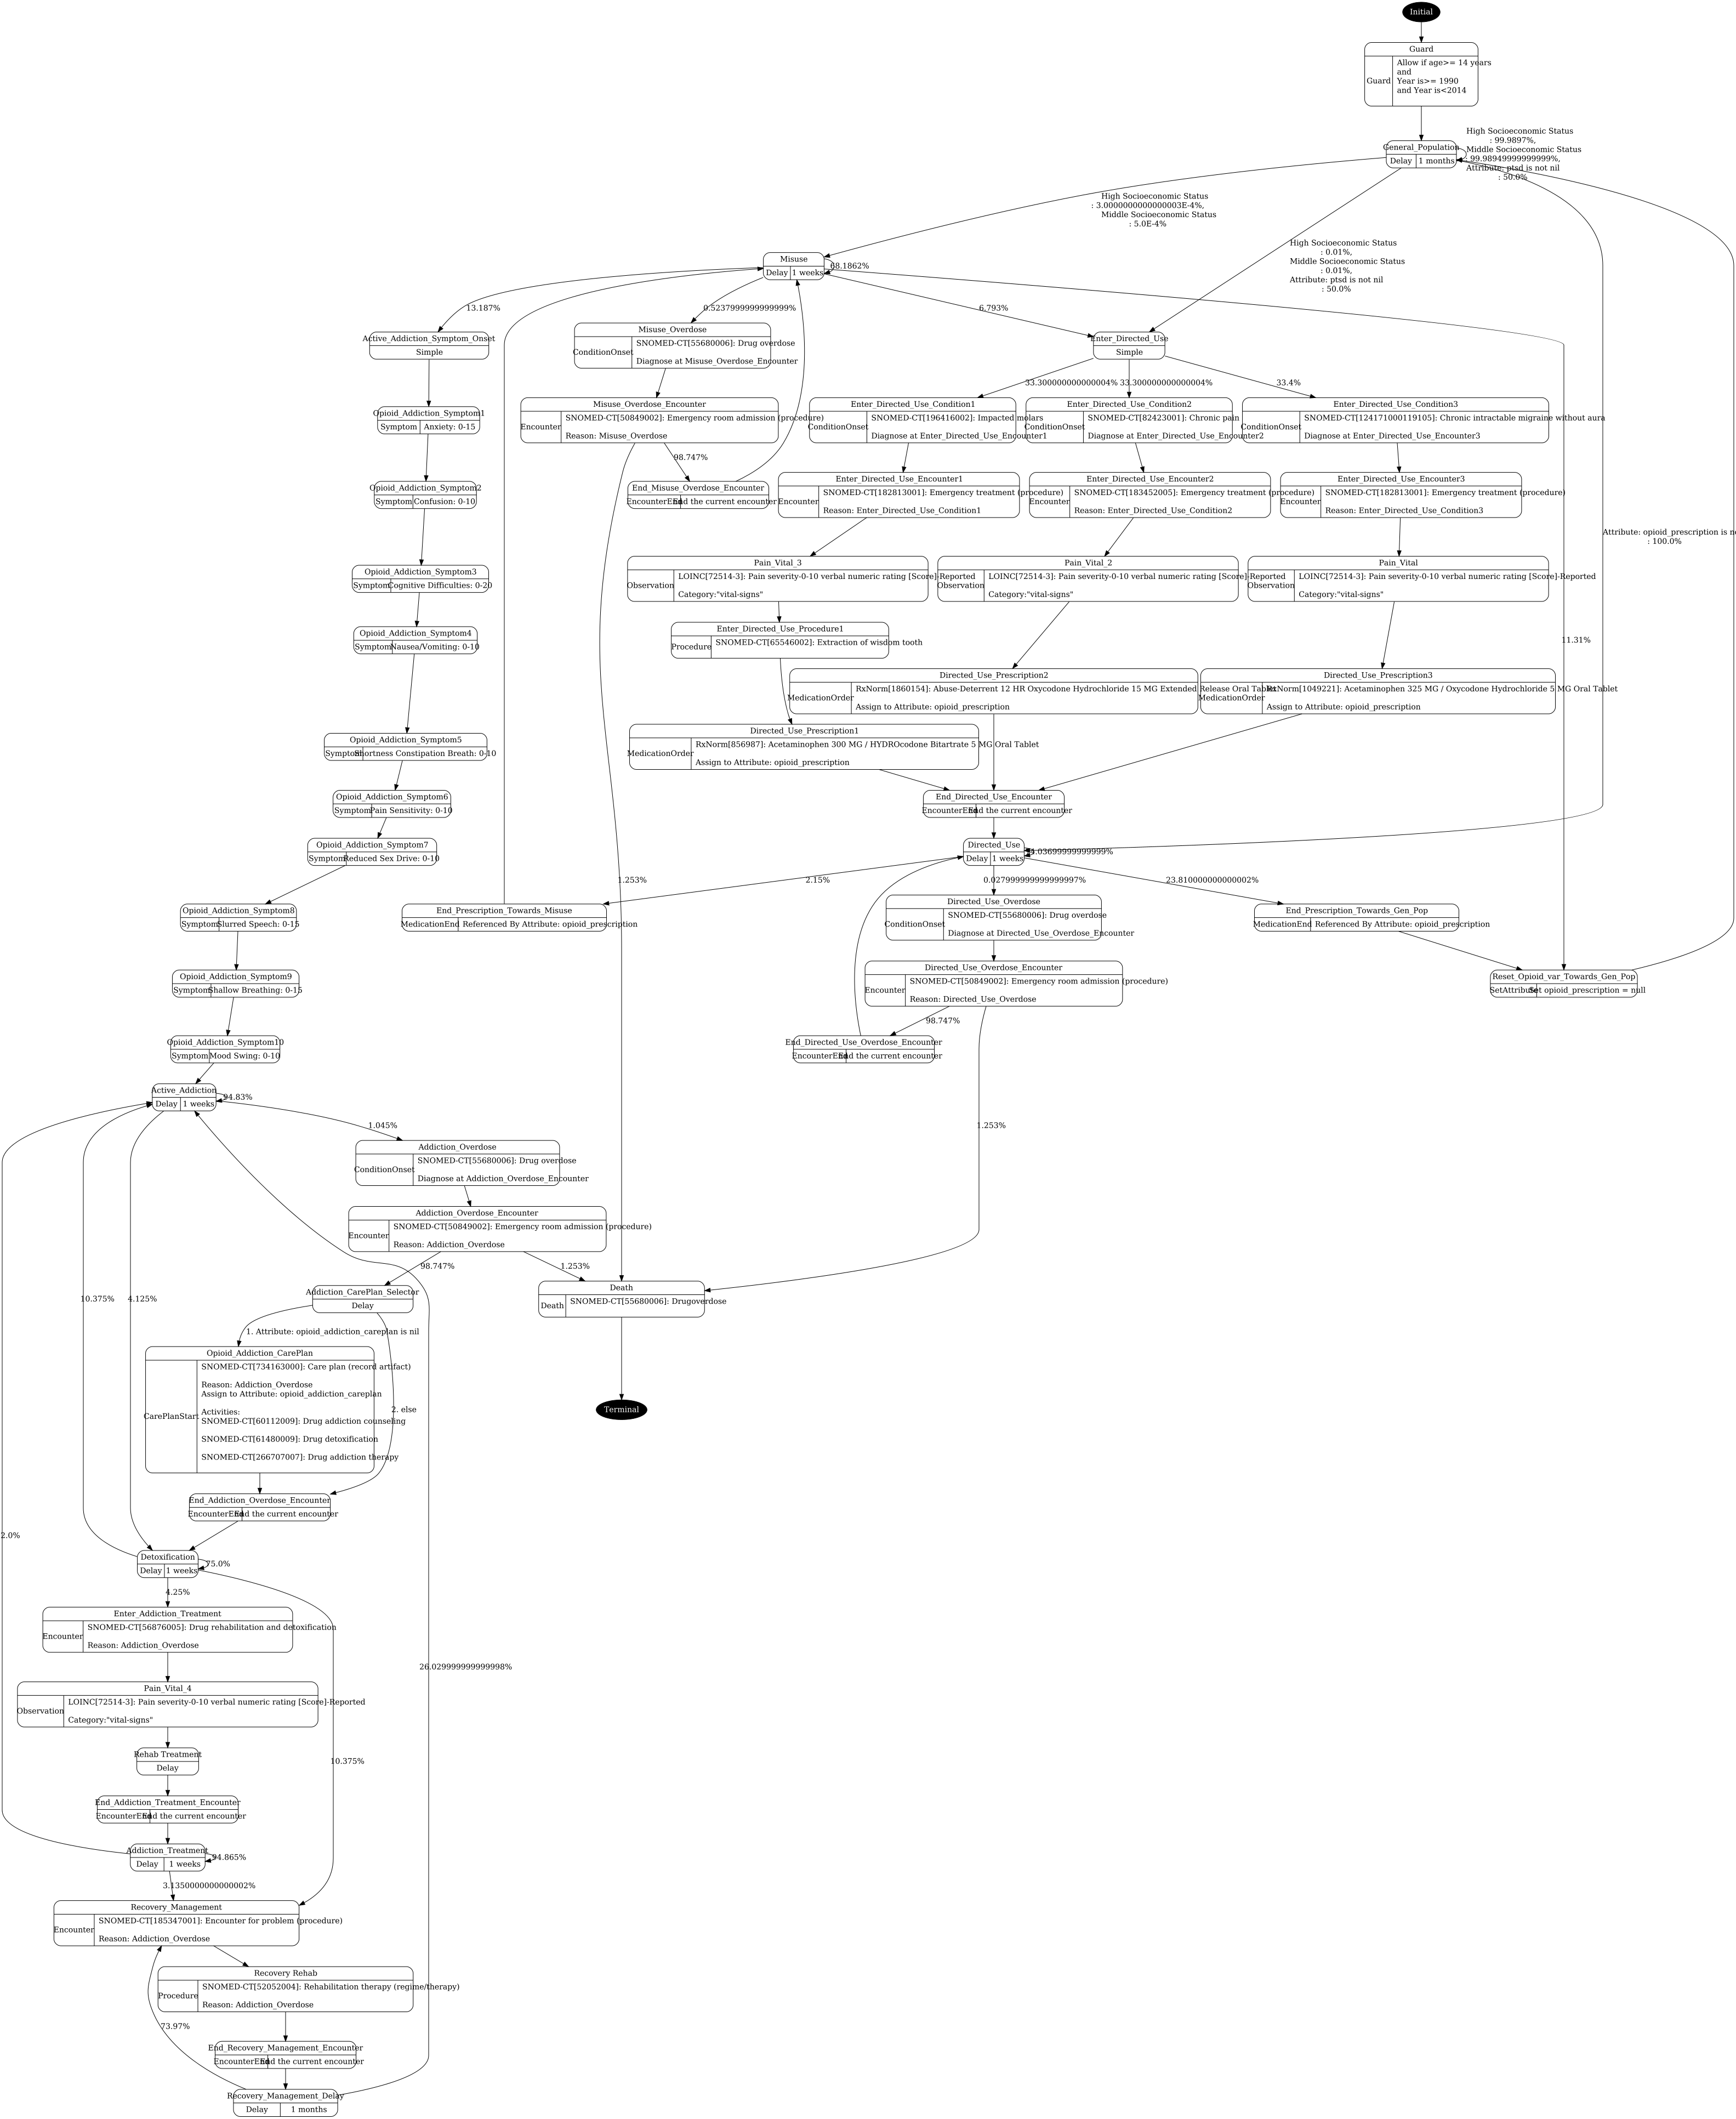 Initial
Guard
Guard
Allow if age>= 14 years
and
Year is>= 1990
and Year is<2014
General_Population
Delay
1 months
High Socioeconomic Status
: 99.9897%,
Middle Socioeconomic Status
: 99.98949999999999%,
Attribute: ptsd is not nil
: 50.0%
High Socioeconomic Status
: 3.0000000000000003E-4%,
Middle Socioeconomic Status
: 5.0E-4%
High Socioeconomic Status
: 0.01%,
Middle Socioeconomic Status
: 0.01%,
Attribute: ptsd is not nil
: 50.0%
Misuse
Delay
1 weeks
68.1862%
13.187%
0.5237999999999999%
6.793%
Active_Addiction_Symptom_Onset
Simple
Misuse_Overdose
ConditionOnset
SNOMED-CT[55680006]: Drug overdose
Diagnose at Misuse_Overdose_Encounter
Enter_Directed_Use
Simple
33.300000000000004%
33.300000000000004%
33.4%
Opioid_Addiction_Symptom1
Symptom
Anxiety: 0-15
Misuse_Overdose_Encounter
Encounter
SNOMED-CT[50849002]: Emergency room admission (procedure)
Reason: Misuse_Overdose
Enter_Directed_Use_Condition1
ConditionOnset
SNOMED-CT[196416002]: Impacted molars
Diagnose at Enter_Directed_Use_Encounter1
Enter_Directed_Use_Condition2
ConditionOnset
SNOMED-CT[82423001]: Chronic pain
Diagnose at Enter_Directed_Use_Encounter2
Enter_Directed_Use_Condition3
ConditionOnset
SNOMED-CT[124171000119105]: Chronic intractable migraine without aura
Diagnose at Enter_Directed_Use_Encounter3
98.747%
Opioid_Addiction_Symptom2
Symptom
Confusion: 0-10
End_Misuse_Overdose_Encounter
EncounterEnd
End the current encounter
Enter_Directed_Use_Encounter1
Encounter
SNOMED-CT[182813001]: Emergency treatment (procedure)
Reason: Enter_Directed_Use_Condition1
Enter_Directed_Use_Encounter2
Encounter
SNOMED-CT[183452005]: Emergency treatment (procedure)
Reason: Enter_Directed_Use_Condition2
Enter_Directed_Use_Encounter3
Encounter
SNOMED-CT[182813001]: Emergency treatment (procedure)
Reason: Enter_Directed_Use_Condition3
Attribute: opioid_prescription is no
: 100.0%
Opioid_Addiction_Symptom3
Symptom
Cognitive Difficulties: 0-20
Pain_Vital_3
Observation
LOINC[72514-3]: Pain severity-0-10 verbal numeric rating [Score]-Reported
Category:"vital-signs"
Pain_Vital_2
Observation
LOINC[72514-3]: Pain severity-0-10 verbal numeric rating [Score]-Reported
Category:"vital-signs"
Pain_Vital
Observation
LOINC[72514-3]: Pain severity-0-10 verbal numeric rating [Score]-Reported
Category:"vital-signs"
Opioid_Addiction_Symptom4
Symptom
Nausea/Vomiting: 0-10
Enter_Directed_Use_Procedure1
Procedure
SNOMED-CT[65546002]: Extraction of wisdom tooth
11.31%
Directed_Use_Prescription2
MedicationOrder
RxNorm[1860154]: Abuse-Deterrent 12 HR Oxycodone Hydrochloride 15 MG Extended Release Oral Tablet
Assign to Attribute: opioid_prescription
Directed_Use_Prescription3
MedicationOrder
RxNorm[1049221]: Acetaminophen 325 MG / Oxycodone Hydrochloride 5 MG Oral Tablet
Assign to Attribute: opioid_prescription
Opioid_Addiction_Symptom5
Symptom
Shortness Constipation Breath: 0-10
Directed_Use_Prescription1
MedicationOrder
RxNorm[856987]: Acetaminophen 300 MG / HYDROcodone Bitartrate 5 MG Oral Tablet
Assign to Attribute: opioid_prescription
Opioid_Addiction_Symptom6
Symptom
Pain Sensitivity: 0-10
End_Directed_Use_Encounter
EncounterEnd
End the current encounter
Opioid_Addiction_Symptom7
Symptom
Reduced Sex Drive: 0-10
Directed_Use
Delay
1 weeks
1.253%
2.15%
0.027999999999999997%
23.810000000000002%
Opioid_Addiction_Symptom8
Symptom
Slurred Speech: 0-15
End_Prescription_Towards_Misuse
MedicationEnd
Referenced By Attribute: opioid_prescription
Directed_Use_Overdose
ConditionOnset
SNOMED-CT[55680006]: Drug overdose
Diagnose at Directed_Use_Overdose_Encounter
End_Prescription_Towards_Gen_Pop
MedicationEnd
Referenced By Attribute: opioid_prescription
Opioid_Addiction_Symptom9
Symptom
Shallow Breathing: 0-15
Directed_Use_Overdose_Encounter
Encounter
SNOMED-CT[50849002]: Emergency room admission (procedure)
Reason: Directed_Use_Overdose
Reset_Opioid_var_Towards_Gen_Pop
SetAttribute
Set opioid_prescription = null
98.747%
Opioid_Addiction_Symptom10
Symptom
Mood Swing: 0-10
End_Directed_Use_Overdose_Encounter
EncounterEnd
End the current encounter
Active_Addiction
Delay
1 weeks
94.83%
1.045%
1.253%
Addiction_Overdose
ConditionOnset
SNOMED-CT[55680006]: Drug overdose
Diagnose at Addiction_Overdose_Encounter
Addiction_Overdose_Encounter
Encounter
SNOMED-CT[50849002]: Emergency room admission (procedure)
Reason: Addiction_Overdose
98.747%
1.253%
Addiction_CarePlan_Selector
Delay
Death
Death
SNOMED-CT[55680006]: Drugoverdose
10.375%
4.125%
1. Attribute: opioid_addiction_careplan is nil
Opioid_Addiction_CarePlan
CarePlanStart
SNOMED-CT[734163000]: Care plan (record artifact)
Reason: Addiction_Overdose
Assign to Attribute: opioid_addiction_careplan
Activities:
SNOMED-CT[60112009]: Drug addiction counseling
SNOMED-CT[61480009]: Drug detoxification
SNOMED-CT[266707007]: Drug addiction therapy
2. else
Terminal
End_Addiction_Overdose_Encounter
EncounterEnd
End the current encounter
2.0%
Detoxification
Delay
1 weeks
75.0%
4.25%
Enter_Addiction_Treatment
Encounter
SNOMED-CT[56876005]: Drug rehabilitation and detoxification
Reason: Addiction_Overdose
26.029999999999998%
Pain_Vital_4
Observation
LOINC[72514-3]: Pain severity-0-10 verbal numeric rating [Score]-Reported
Category:"vital-signs"
Rehab Treatment
Delay
10.375%
End_Addiction_Treatment_Encounter
EncounterEnd
End the current encounter
Addiction_Treatment
Delay
1 weeks
94.865%
3.1350000000000002%
Recovery_Management
Encounter
SNOMED-CT[185347001]: Encounter for problem (procedure)
Reason: Addiction_Overdose
Recovery Rehab
Procedure
SNOMED-CT[52052004]: Rehabilitation therapy (regime/therapy)
Reason: Addiction_Overdose
73.97%
End_Recovery_Management_Encounter
EncounterEnd
End the current encounter
Recovery_Management_Delay
Delay
1 months